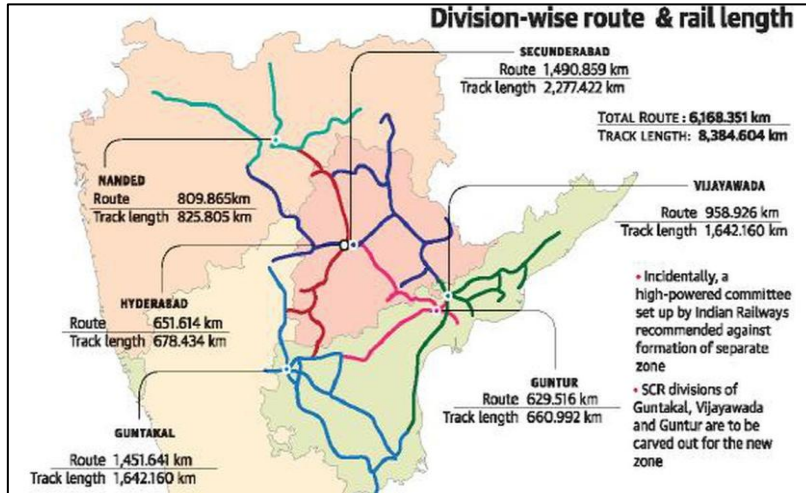 Division-wise route & rail length
SECUNDERABAD
Route 1,490.859 km
Track length 2,277.422 km
TOTAL ROUTE : 6,168.351 km
TRACK LENGTH: 8,384.604 km
NANDED
Route 809.865km
Track length 825.805 km
VIJAYAWADA
Route 958.926 km
Track length 1,642.160 km
HYDERABAD
Route 651.614 km
Track length 678.434 km
• Incidentally, a
high-powered committee
set up by Indian Railways
recommended against
formation of separate
zone
• SCR divisions of
Guntakal, Vijayawada
and Guntur are to be
carved out for the new
zone
GUNTUR
Route 629.516 km
Track length 660.992 km
GUNTAKAL
Route 1,451.641 km
Track length 1,642.160 km